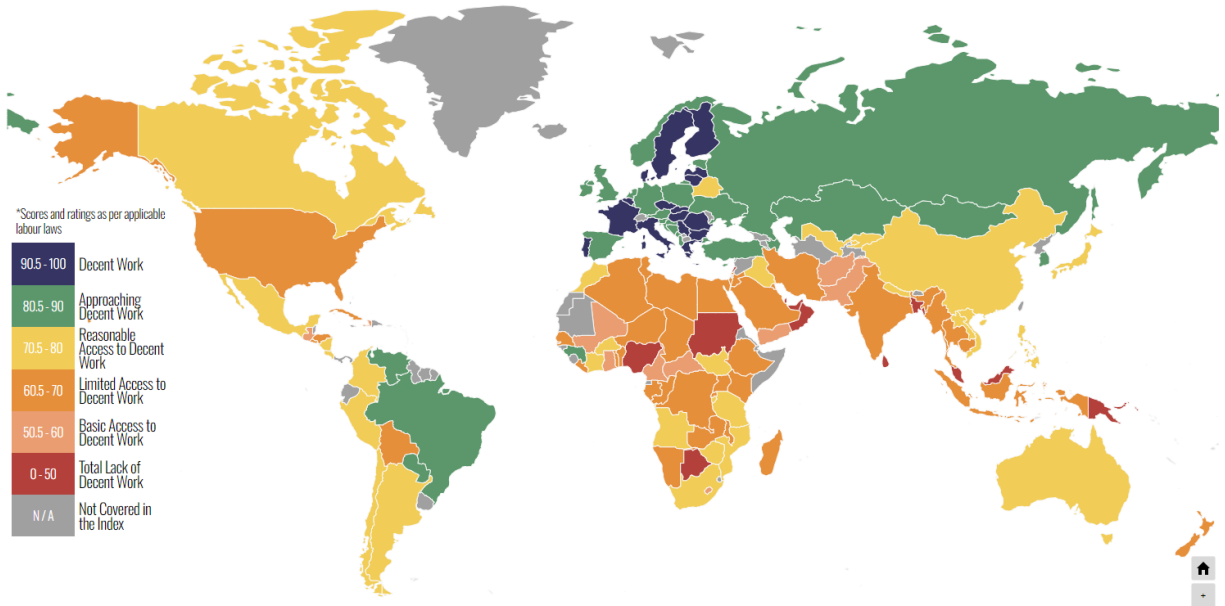 *Scores and ratings as per applicable
labour laws
90.5 - 100 Decent Work
80.5 - 90 Approaching
Decent Work
70.5 - 80 Reasonable
Access to Decent
Work
60.5 - 70 Limited Access to
Decent Work
50.5 - 60 Basic Access to
Decent Work
0 - 50 Total Lack of
Decent Work
N / A Not Covered in
the Index
+